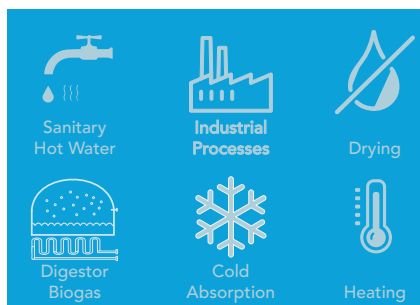 Sanitary
Hot Water
Industrial
Processes
Drying
Digestor
Biogas
Cold
Absorption
Heating